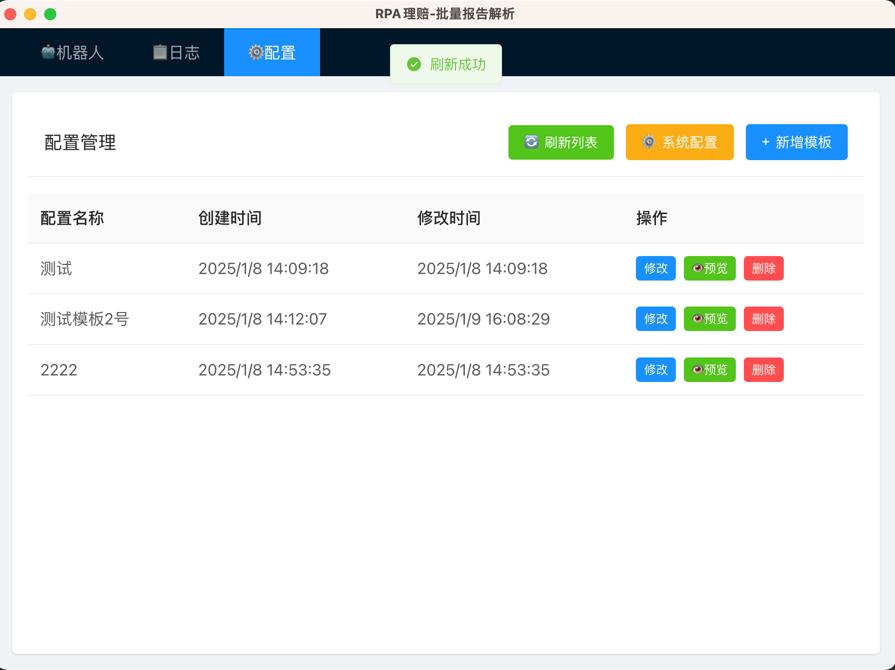 RPA理赔-批量报告解析
🤖机器人 📋日志 ⚙️配置
刷新成功
配置管理 🔄 刷新列表 ⚙️ 系统配置 + 新增模板
配置名称 创建时间 修改时间 操作
测试 2025/1/8 14:09:18 2025/1/8 14:09:18 修改 👁️预览 删除
测试模板2号 2025/1/8 14:12:07 2025/1/9 16:08:29 修改 👁️预览 删除
2222 2025/1/8 14:53:35 2025/1/8 14:53:35 修改 👁️预览 删除